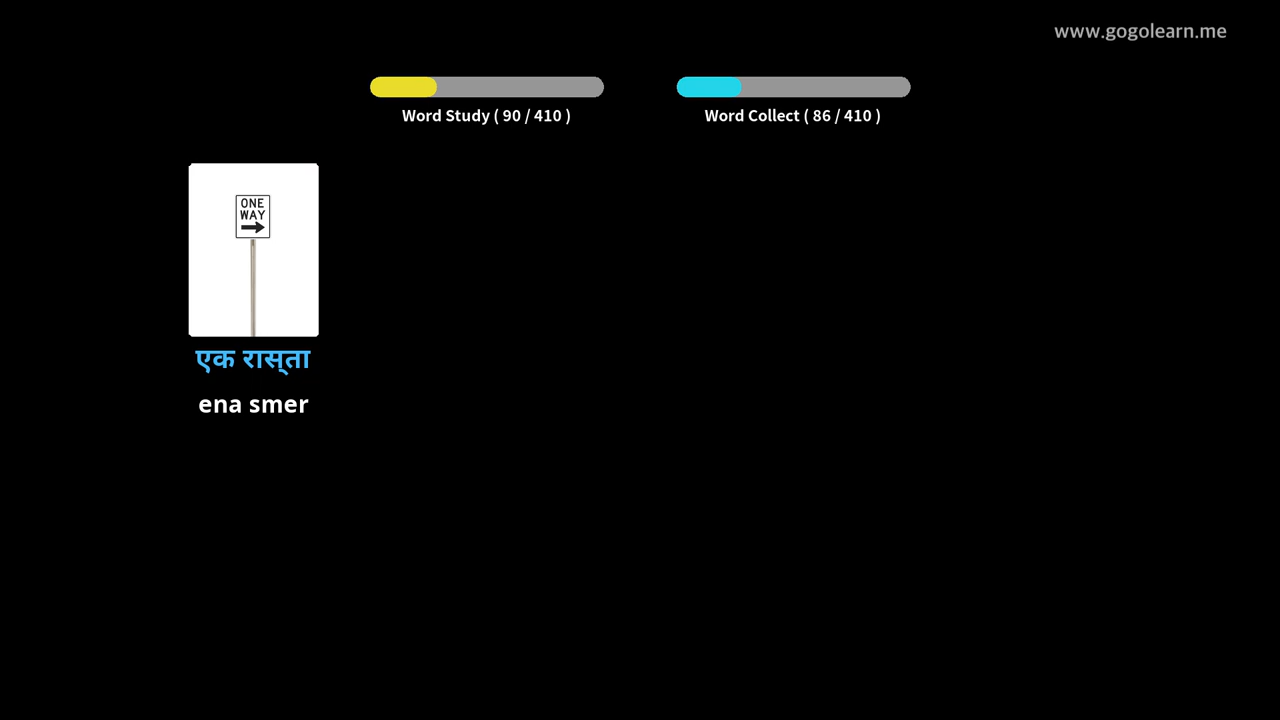 www.gogolearn.me
Word Study ( 90 / 410 )
Word Collect ( 86 / 410 )
ONE
WAY
एक रास्ता
ena smer